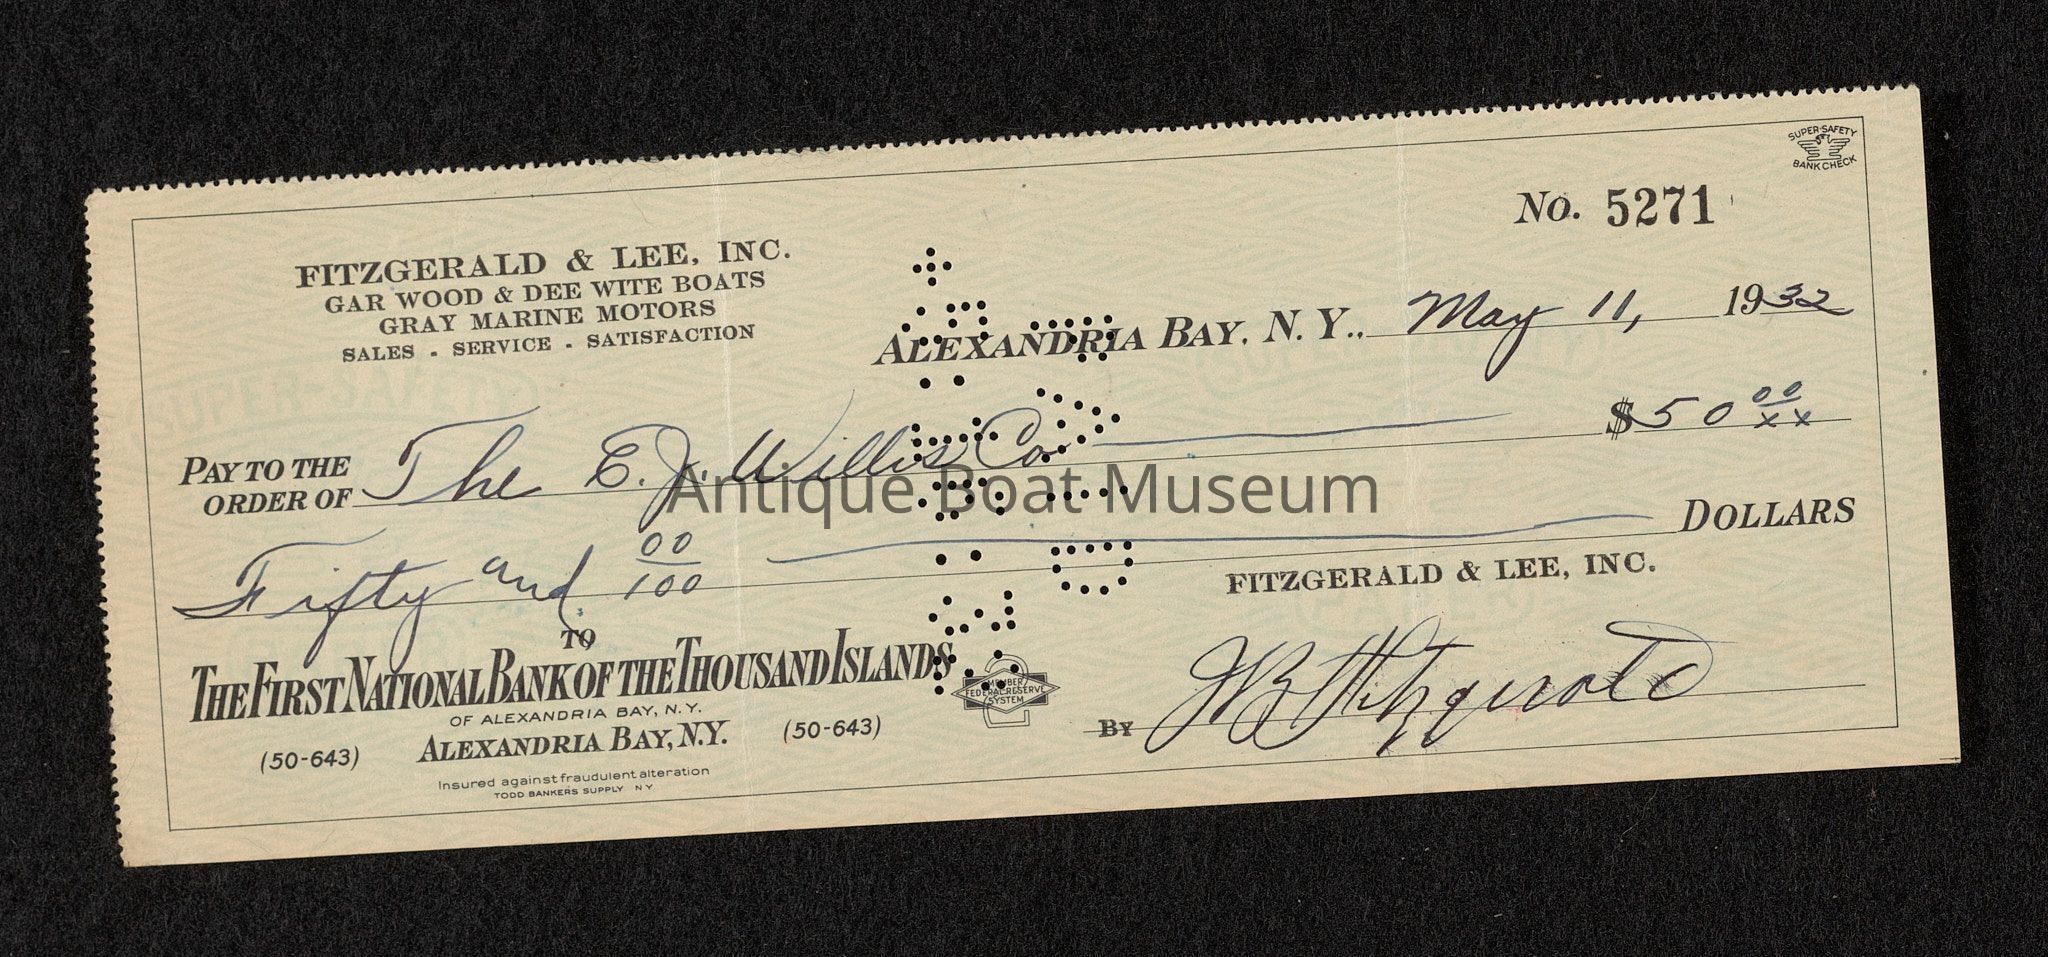 SUPER-SAFETY
BANK CHECK
No. 5271
FITZGERALD & LEE, INC.
GAR WOOD & DEE WITE BOATS
GRAY MARINE MOTORS
SALES . SERVICE . SATISFACTION
ALEXANDRIA BAY, N. Y., May 11, 1932
PAY TO THE
ORDER OF The E. J. Willis Co $50 00/xx
Antique Boat Museum
Fifty and 00/100 DOLLARS
FITZGERALD & LEE, INC.
TO
THE FIRST NATIONAL BANK OF THE THOUSAND ISLANDS
OF ALEXANDRIA BAY, N.Y.
(50-643) ALEXANDRIA BAY, N.Y. (50-643)
MEMBER
FEDERAL RESERVE
SYSTEM
2
BY J B Fitzgerald
Insured against fraudulent alteration
TODD BANKERS SUPPLY N Y